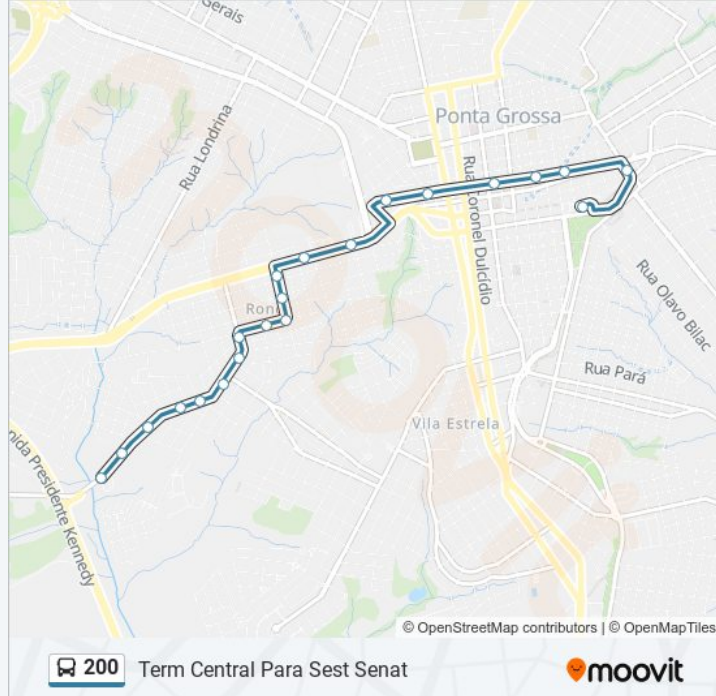 Gerais
Ponta Grossa
Rua Londrina
Rua Coronel Dulcídio
Rua Olavo Bilac
Ron
Rua Pará
Vila Estrela
nida Presidente Kennedy
© OpenStreetMap contributors | © OpenMapTiles
200 Term Central Para Sest Senat
moovit